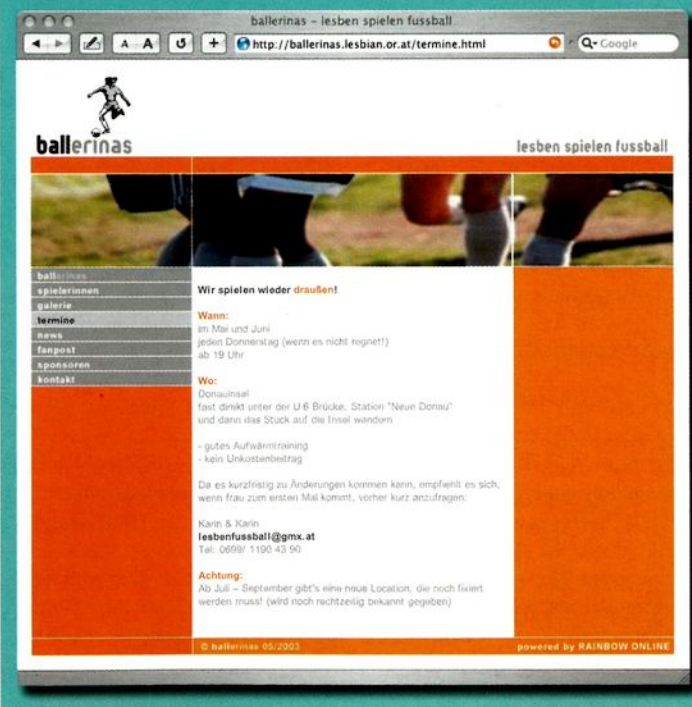 ballerinas – lesben spielen fussball
A A
http://ballerinas.lesbian.or.at/termine.html
Google
ballerinas
lesben spielen fussball
ballerinas
spielerinnen
galerie
termine
news
fanpost
sponsoren
kontakt
Wir spielen wieder draußen!
Wann:
im Mai und Juni
jeden Donnerstag (wenn es nicht regnet!)
ab 19 Uhr
Wo:
Donauinsel
fast direkt unter der U 6 Brücke, Station "Neue Donau"
und dann das Stück auf die Insel wandern
- gutes Aufwärmtraining
- kein Unkostenbeitrag
Da es kurzfristig zu Änderungen kommen kann, empfiehlt es sich,
wenn frau zum ersten Mal kommt, vorher kurz anzufragen:
Karin & Karin
lesbenfussball@gmx.at
Tel: 0699/ 1190 43 90
Achtung:
Ab Juli – September gibt's eine neue Location, die noch fixiert
werden muss! (wird noch rechtzeitig bekannt gegeben)
© ballerinas 05/2003
powered by RAINBOW ONLINE